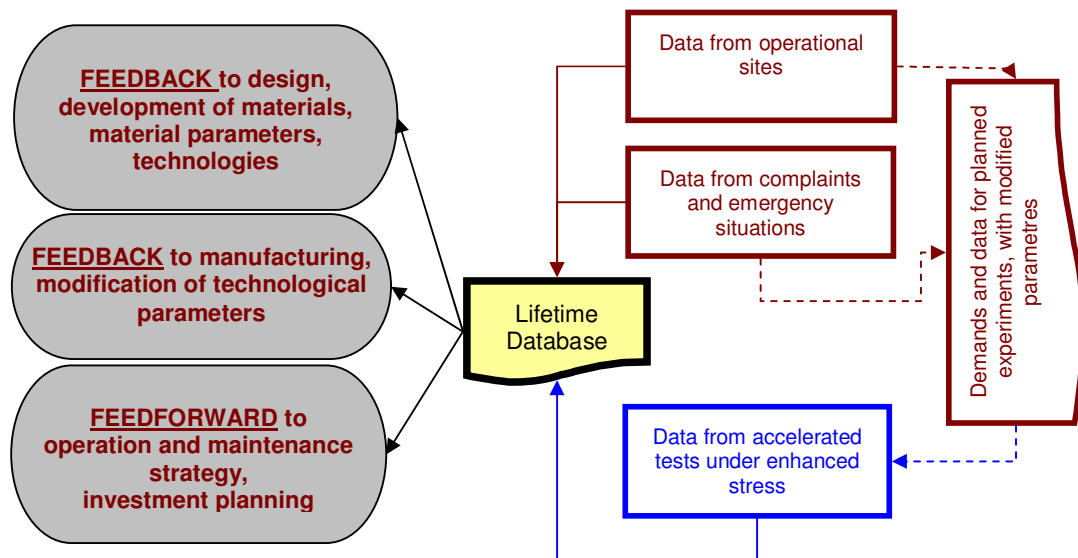 FEEDBACK to design,
development of materials,
material parameters,
technologies
FEEDBACK to manufacturing,
modification of technological
parameters
FEEDFORWARD to
operation and maintenance
strategy,
investment planning
Lifetime
Database
Data from operational
sites
Data from complaints
and emergency
situations
Data from accelerated
tests under enhanced
stress
Demands and data for planned
experiments, with modified
parametres